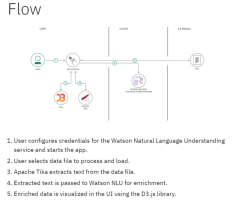 Flow
1. User configures credentials for the Watson Natural Language Understanding
service and starts the app.
2. User selects data file to process and load.
3. Apache Tika extracts text from the data file.
4. Extracted text is passed to Watson NLU for enrichment.
5. Enriched data is visualized in the UI using the D3.js library.